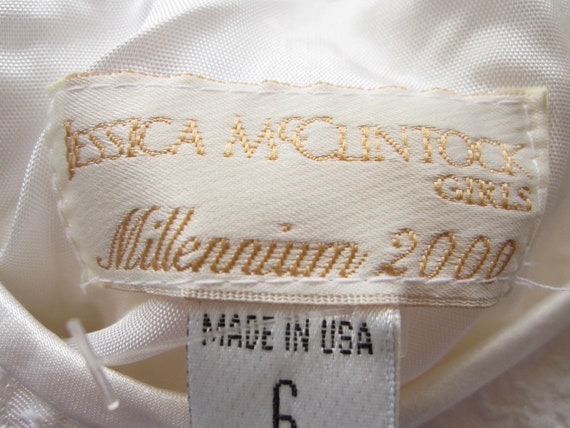 JESSICA McCLINTOCK
GIRLS
Millennium 2000
MADE IN USA
6